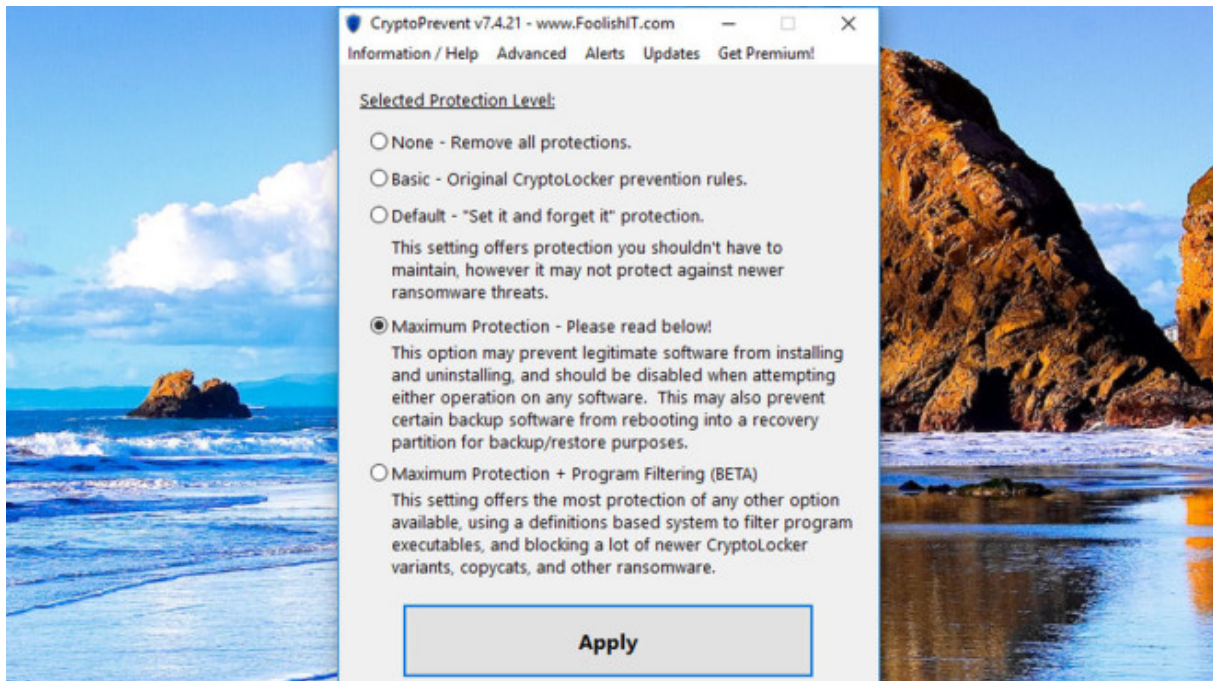 CryptoPrevent v7.4.21 - www.FoolishIT.com
Information / Help Advanced Alerts Updates Get Premium!
Selected Protection Level:
None - Remove all protections.
Basic - Original CryptoLocker prevention rules.
Default - "Set it and forget it" protection.
This setting offers protection you shouldn't have to
maintain, however it may not protect against newer
ransomware threats.
Maximum Protection - Please read below!
This option may prevent legitimate software from installing
and uninstalling, and should be disabled when attempting
either operation on any software. This may also prevent
certain backup software from rebooting into a recovery
partition for backup/restore purposes.
Maximum Protection + Program Filtering (BETA)
This setting offers the most protection of any other option
available, using a definitions based system to filter program
executables, and blocking a lot of newer CryptoLocker
variants, copycats, and other ransomware.
Apply